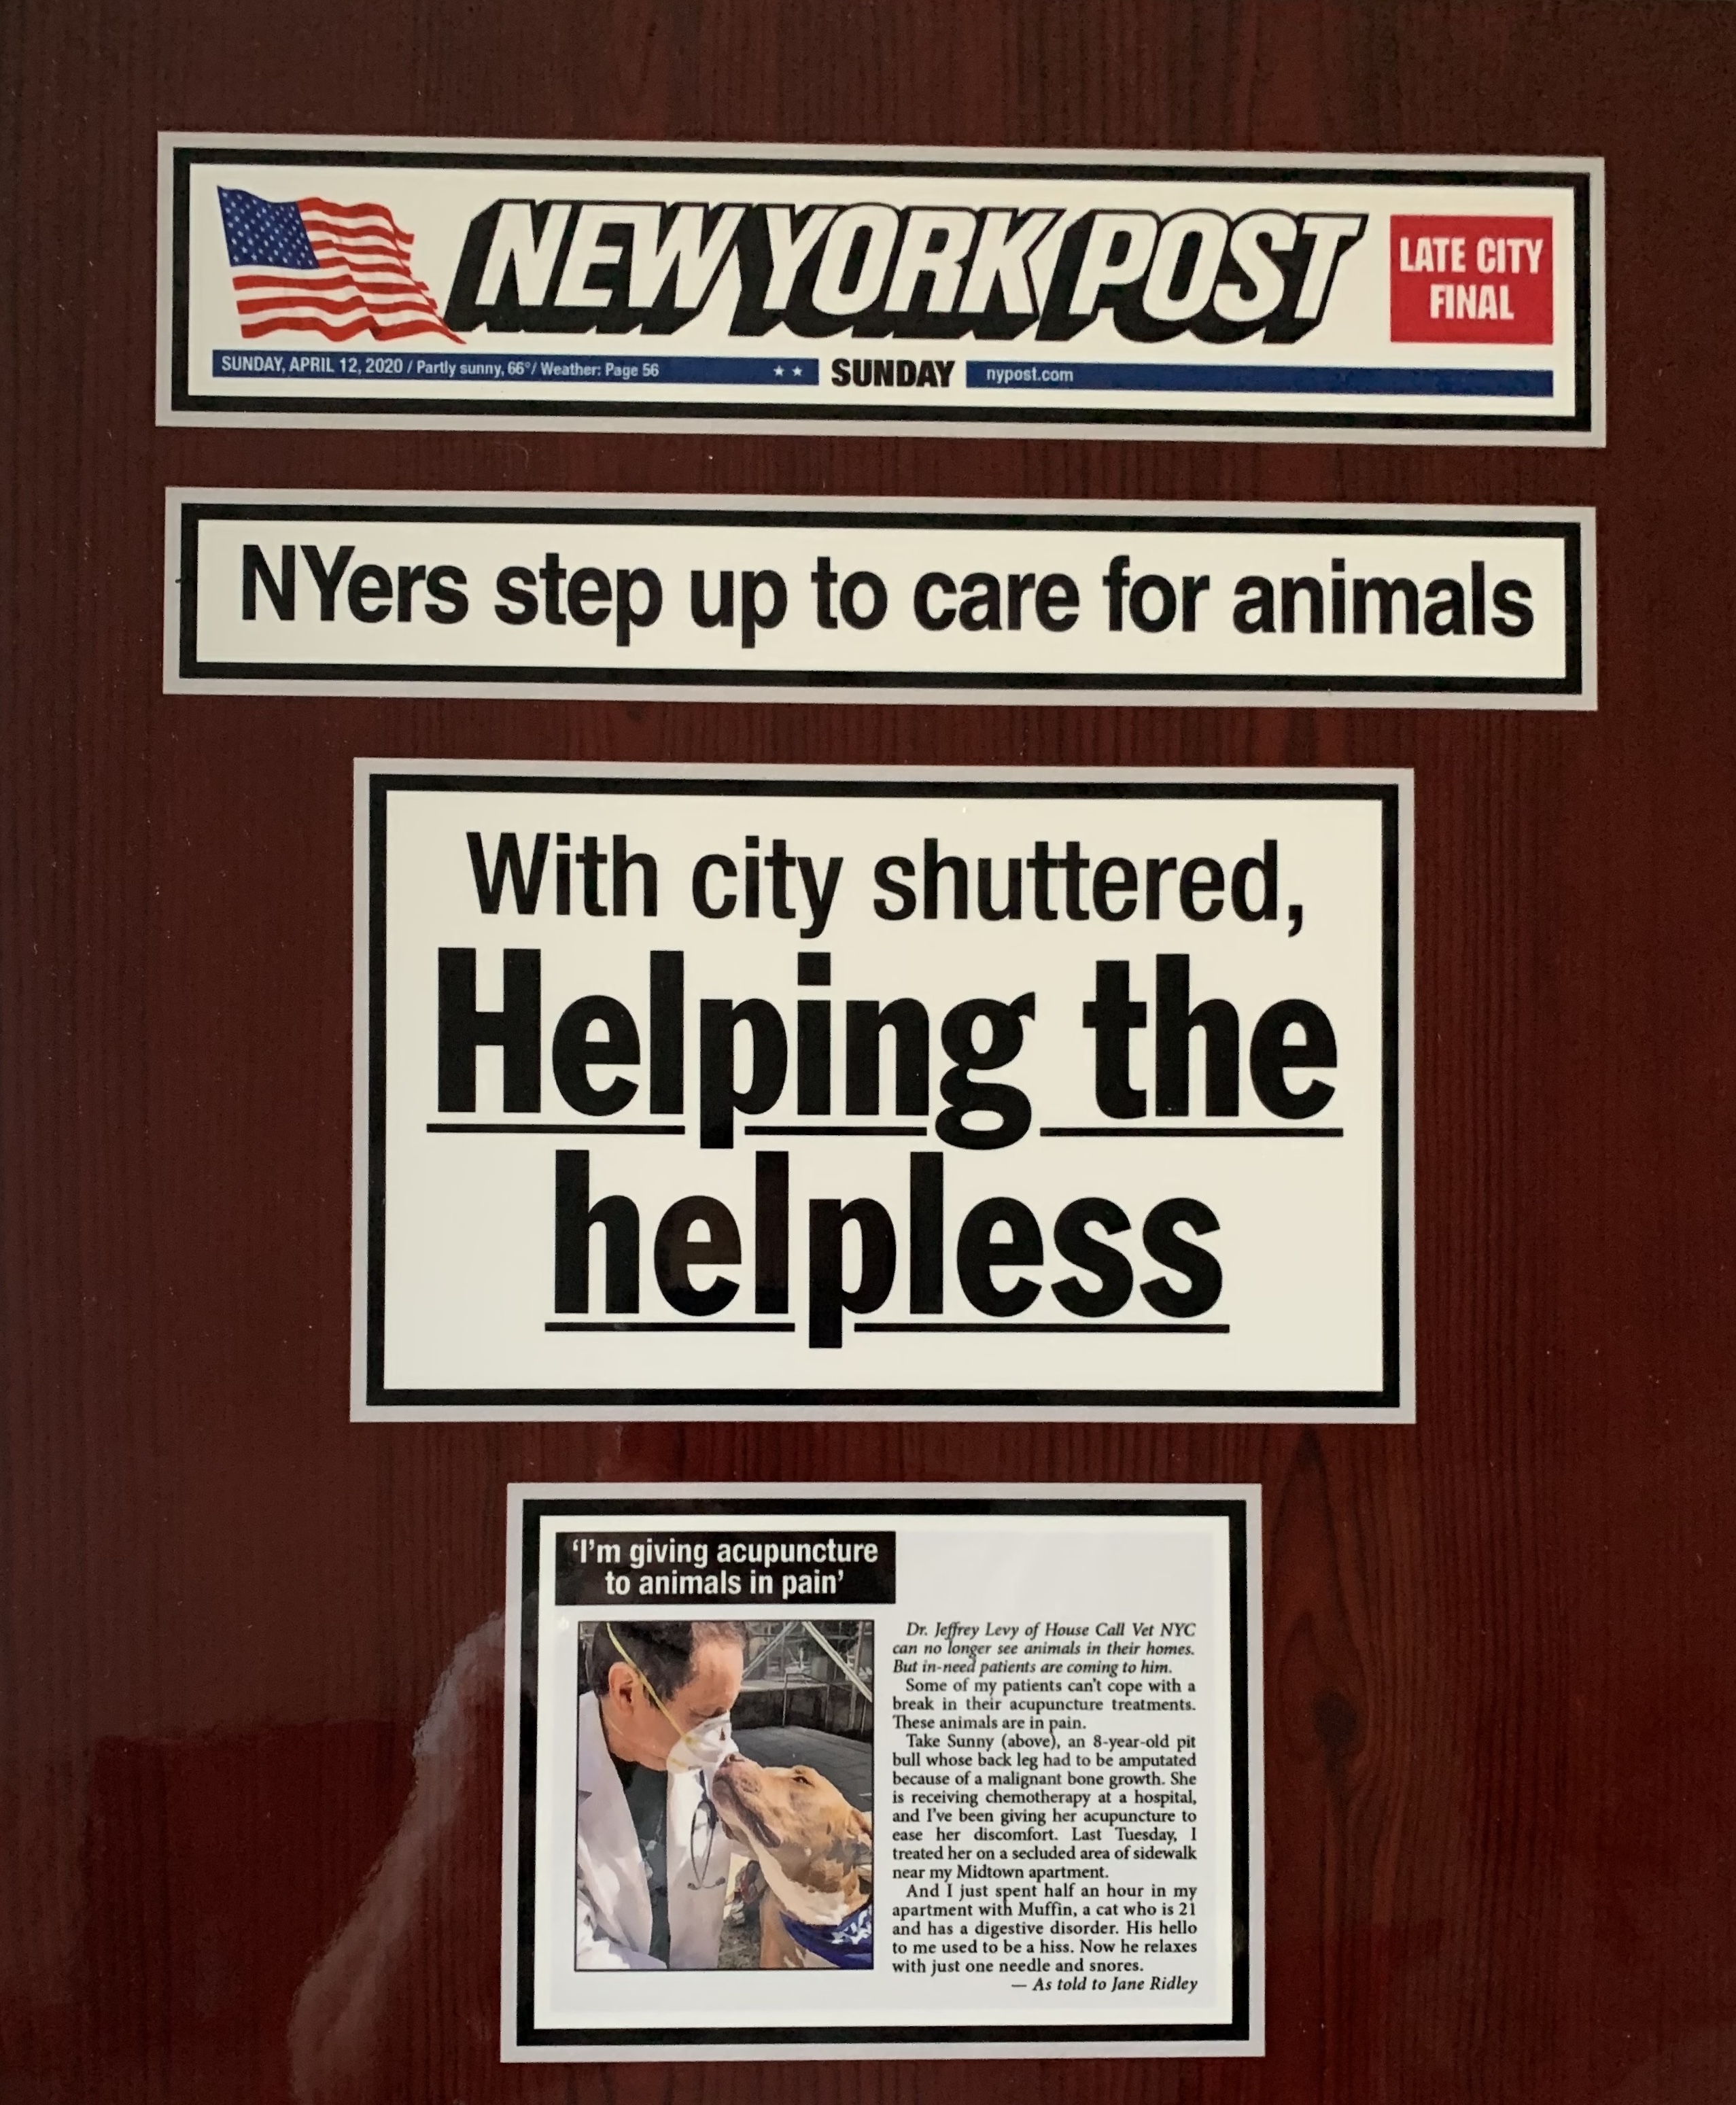 NEW YORK POST
LATE CITY
FINAL
SUNDAY, APRIL 12, 2020 / Partly sunny, 66°/ Weather: Page 56 ★ ★ SUNDAY nypost.com
NYers step up to care for animals
With city shuttered,
Helping the
helpless
‘I’m giving acupuncture
to animals in pain’
Dr. Jeffrey Levy of House Call Vet NYC
can no longer see animals in their homes.
But in-need patients are coming to him.
Some of my patients can’t cope with a
break in their acupuncture treatments.
These animals are in pain.
Take Sunny (above), an 8-year-old pit
bull whose back leg had to be amputated
because of a malignant bone growth. She
is receiving chemotherapy at a hospital,
and I’ve been giving her acupuncture to
ease her discomfort. Last Tuesday, I
treated her on a secluded area of sidewalk
near my Midtown apartment.
And I just spent half an hour in my
apartment with Muffin, a cat who is 21
and has a digestive disorder. His hello
to me used to be a hiss. Now he relaxes
with just one needle and snores.
— As told to Jane Ridley